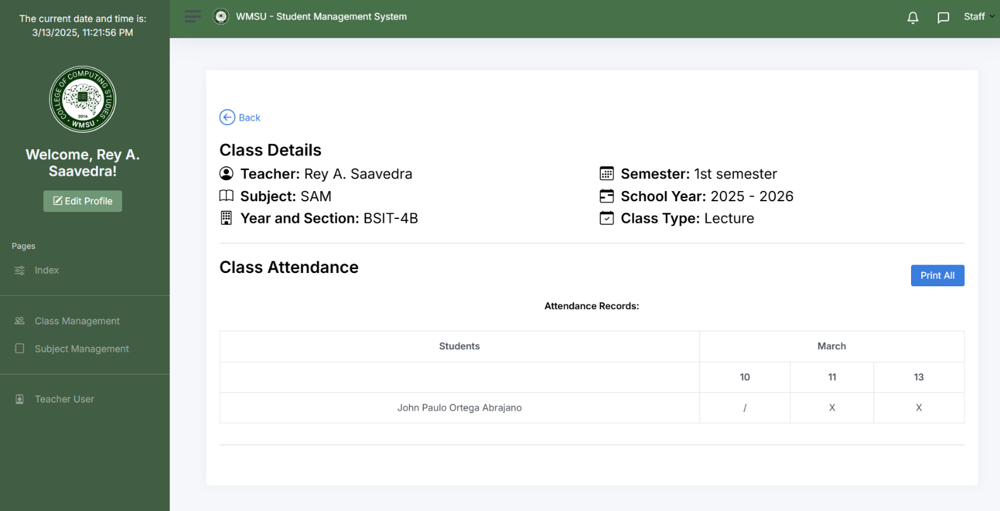 The current date and time is:
3/13/2025, 11:21:56 PM
COLLEGE OF COMPUTING STUDIES
2016
WMSU
Welcome, Rey A.
Saavedra!
Edit Profile
Pages
Index
Class Management
Subject Management
Teacher User
WMSU - Student Management System
Staff
Back
Class Details
Teacher: Rey A. Saavedra
Subject: SAM
Year and Section: BSIT-4B
Semester: 1st semester
School Year: 2025 - 2026
Class Type: Lecture
Class Attendance
Print All
Attendance Records:
Students March
10 11 13
John Paulo Ortega Abrajano / X X